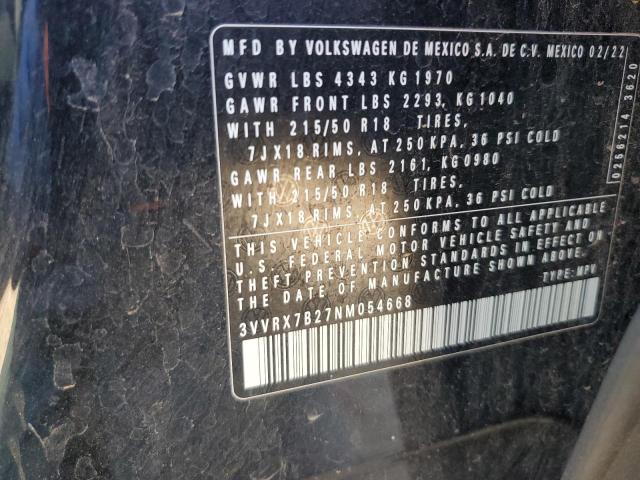 MFD BY VOLKSWAGEN DE MEXICO S.A. DE C.V. MEXICO 02/22
GVWR LBS 4343 KG 1970
GAWR FRONT LBS 2293, KG 1040
WITH 215/50 R18 TIRES,
7JX18 RIMS, AT 250 KPA, 36 PSI COLD
GAWR REAR LBS 2161, KG 0980
WITH 215/50 R18 TIRES,
7JX18 RIMS, AT 250 KPA, 36 PSI COLD
THIS VEHICLE CONFORMS TO ALL APPLICABLE
U.S. FEDERAL MOTOR VEHICLE SAFETY AND
THEFT PREVENTION STANDARDS IN EFFECT ON
THE DATE OF MANUFACTURE SHOWN ABOVE.
3VVRX7B27NM054668 TYPE: MPV
0266214 3620